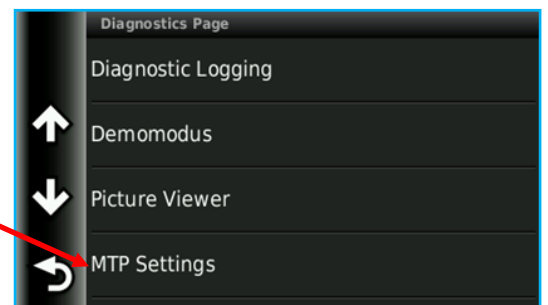 Diagnostics Page
Diagnostic Logging
Demomodus
Picture Viewer
MTP Settings